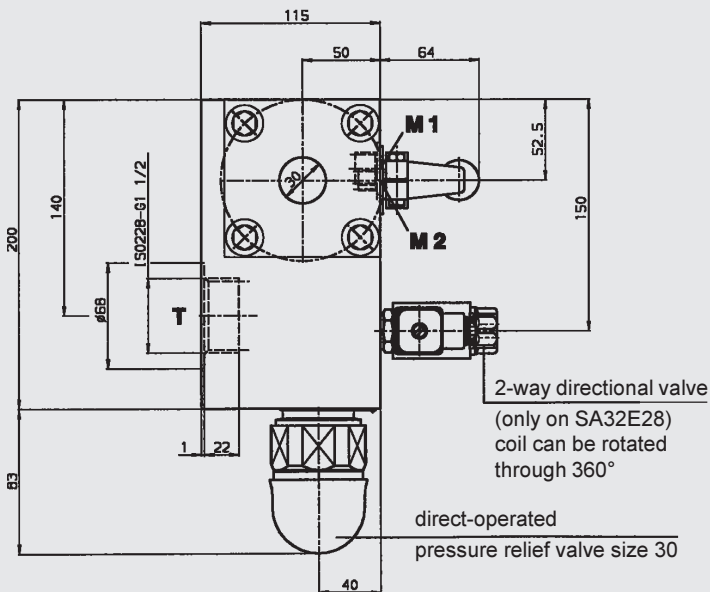 115
50
64
M 1
52.5
30
140
150
200
ISO228-G1 1/2
M 2
ø68
T
2-way directional valve
(only on SA32E28)
coil can be rotated
through 360°
1
22
83
direct-operated
pressure relief valve size 30
40